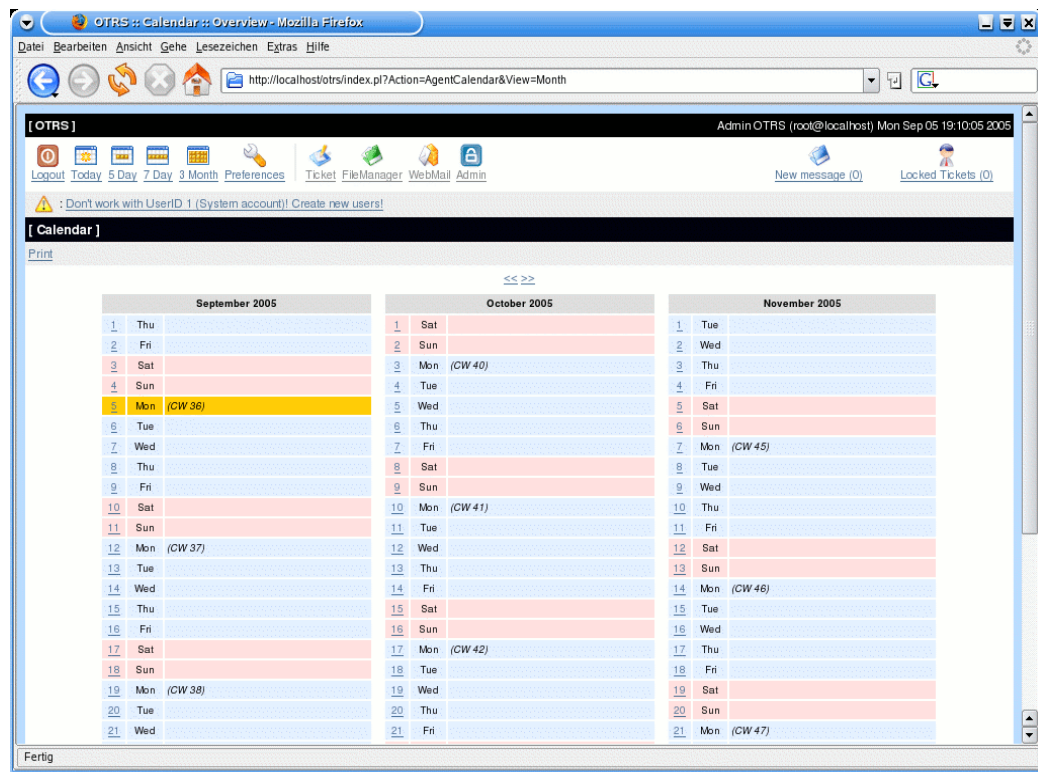 OTRS :: Calendar :: Overview - Mozilla Firefox
Datei Bearbeiten Ansicht Gehe Lesezeichen Extras Hilfe
http://localhost/otrs/index.pl?Action=AgentCalendar&View=Month
G
[ OTRS ] Admin OTRS (root@localhost) Mon Sep 05 19:10:05 2005
Logout Today 5 Day 7 Day 3 Month Preferences Ticket FileManager WebMail Admin New message (0) Locked Tickets (0)
: Don't work with UserID 1 (System account)! Create new users!
[ Calendar ]
Print
<< >>
September 2005 October 2005 November 2005
1 Thu 1 Sat 1 Tue
2 Fri 2 Sun 2 Wed
3 Sat 3 Mon (CW 40) 3 Thu
4 Sun 4 Tue 4 Fri
5 Mon (CW 36) 5 Wed 5 Sat
6 Tue 6 Thu 6 Sun
7 Wed 7 Fri 7 Mon (CW 45)
8 Thu 8 Sat 8 Tue
9 Fri 9 Sun 9 Wed
10 Sat 10 Mon (CW 41) 10 Thu
11 Sun 11 Tue 11 Fri
12 Mon (CW 37) 12 Wed 12 Sat
13 Tue 13 Thu 13 Sun
14 Wed 14 Fri 14 Mon (CW 46)
15 Thu 15 Sat 15 Tue
16 Fri 16 Sun 16 Wed
17 Sat 17 Mon (CW 42) 17 Thu
18 Sun 18 Tue 18 Fri
19 Mon (CW 38) 19 Wed 19 Sat
20 Tue 20 Thu 20 Sun
21 Wed 21 Fri 21 Mon (CW 47)
Fertig